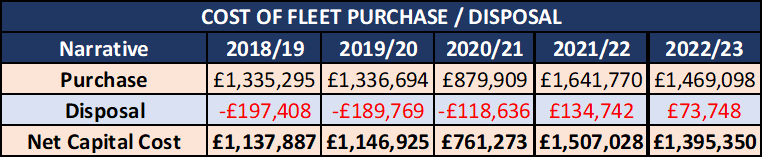 COST OF FLEET PURCHASE / DISPOSAL
Narrative 2018/19 2019/20 2020/21 2021/22 2022/23
Purchase £1,335,295 £1,336,694 £879,909 £1,641,770 £1,469,098
Disposal -£197,408 -£189,769 -£118,636 £134,742 £73,748
Net Capital Cost £1,137,887 £1,146,925 £761,273 £1,507,028 £1,395,350